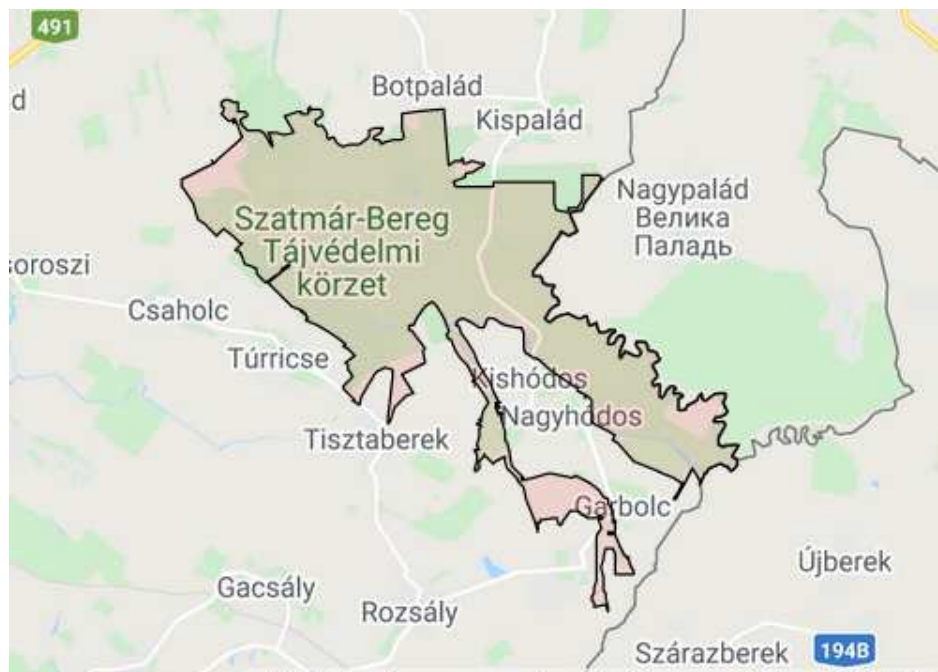 491
d
Botpalád
Kispalád
Nagypalád
Велика
Паладь
Szatmár-Bereg
Tájvédelmi
körzet
soroszi
Csaholc
Túrricse
Kishódos
Nagyhódos
Tisztaberek
Garbolc
Újberek
Gacsály
Rozsály
Szárazberek
194B